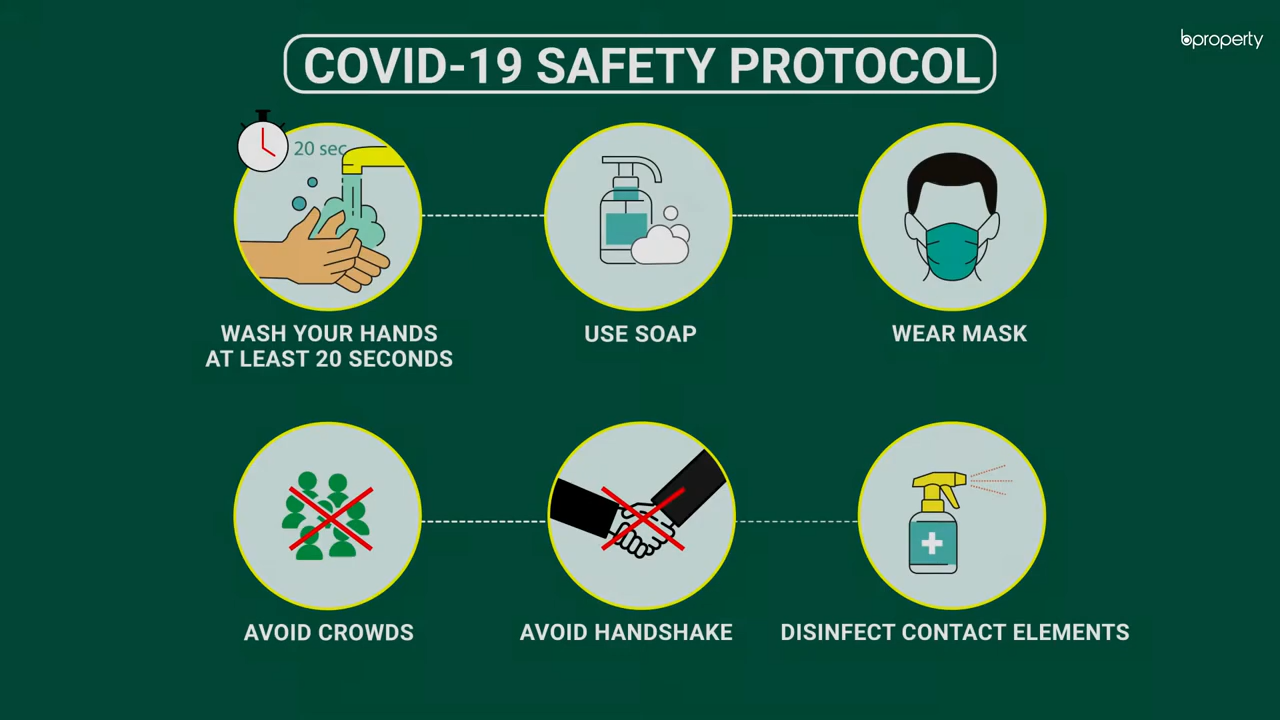 bproperty
COVID-19 SAFETY PROTOCOL
20 sec
WASH YOUR HANDS
AT LEAST 20 SECONDS
USE SOAP
WEAR MASK
AVOID CROWDS
AVOID HANDSHAKE
DISINFECT CONTACT ELEMENTS